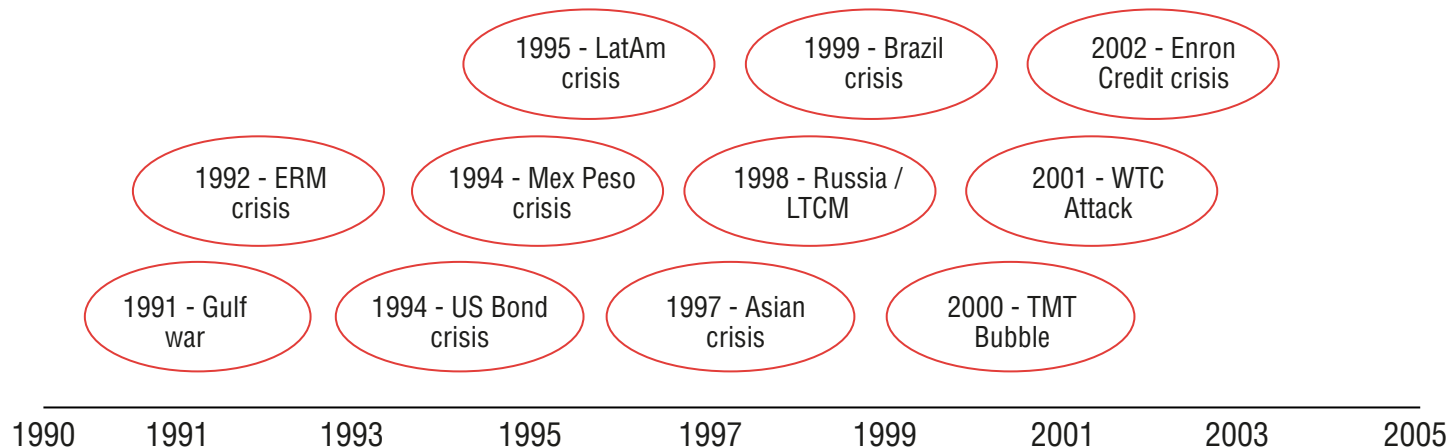 1995 - LatAm
crisis
1999 - Brazil
crisis
2002 - Enron
Credit crisis
1992 - ERM
crisis
1994 - Mex Peso
crisis
1998 - Russia /
LTCM
2001 - WTC
Attack
1991 - Gulf
war
1994 - US Bond
crisis
1997 - Asian
crisis
2000 - TMT
Bubble
1990 1991 1993 1995 1997 1999 2001 2003 2005